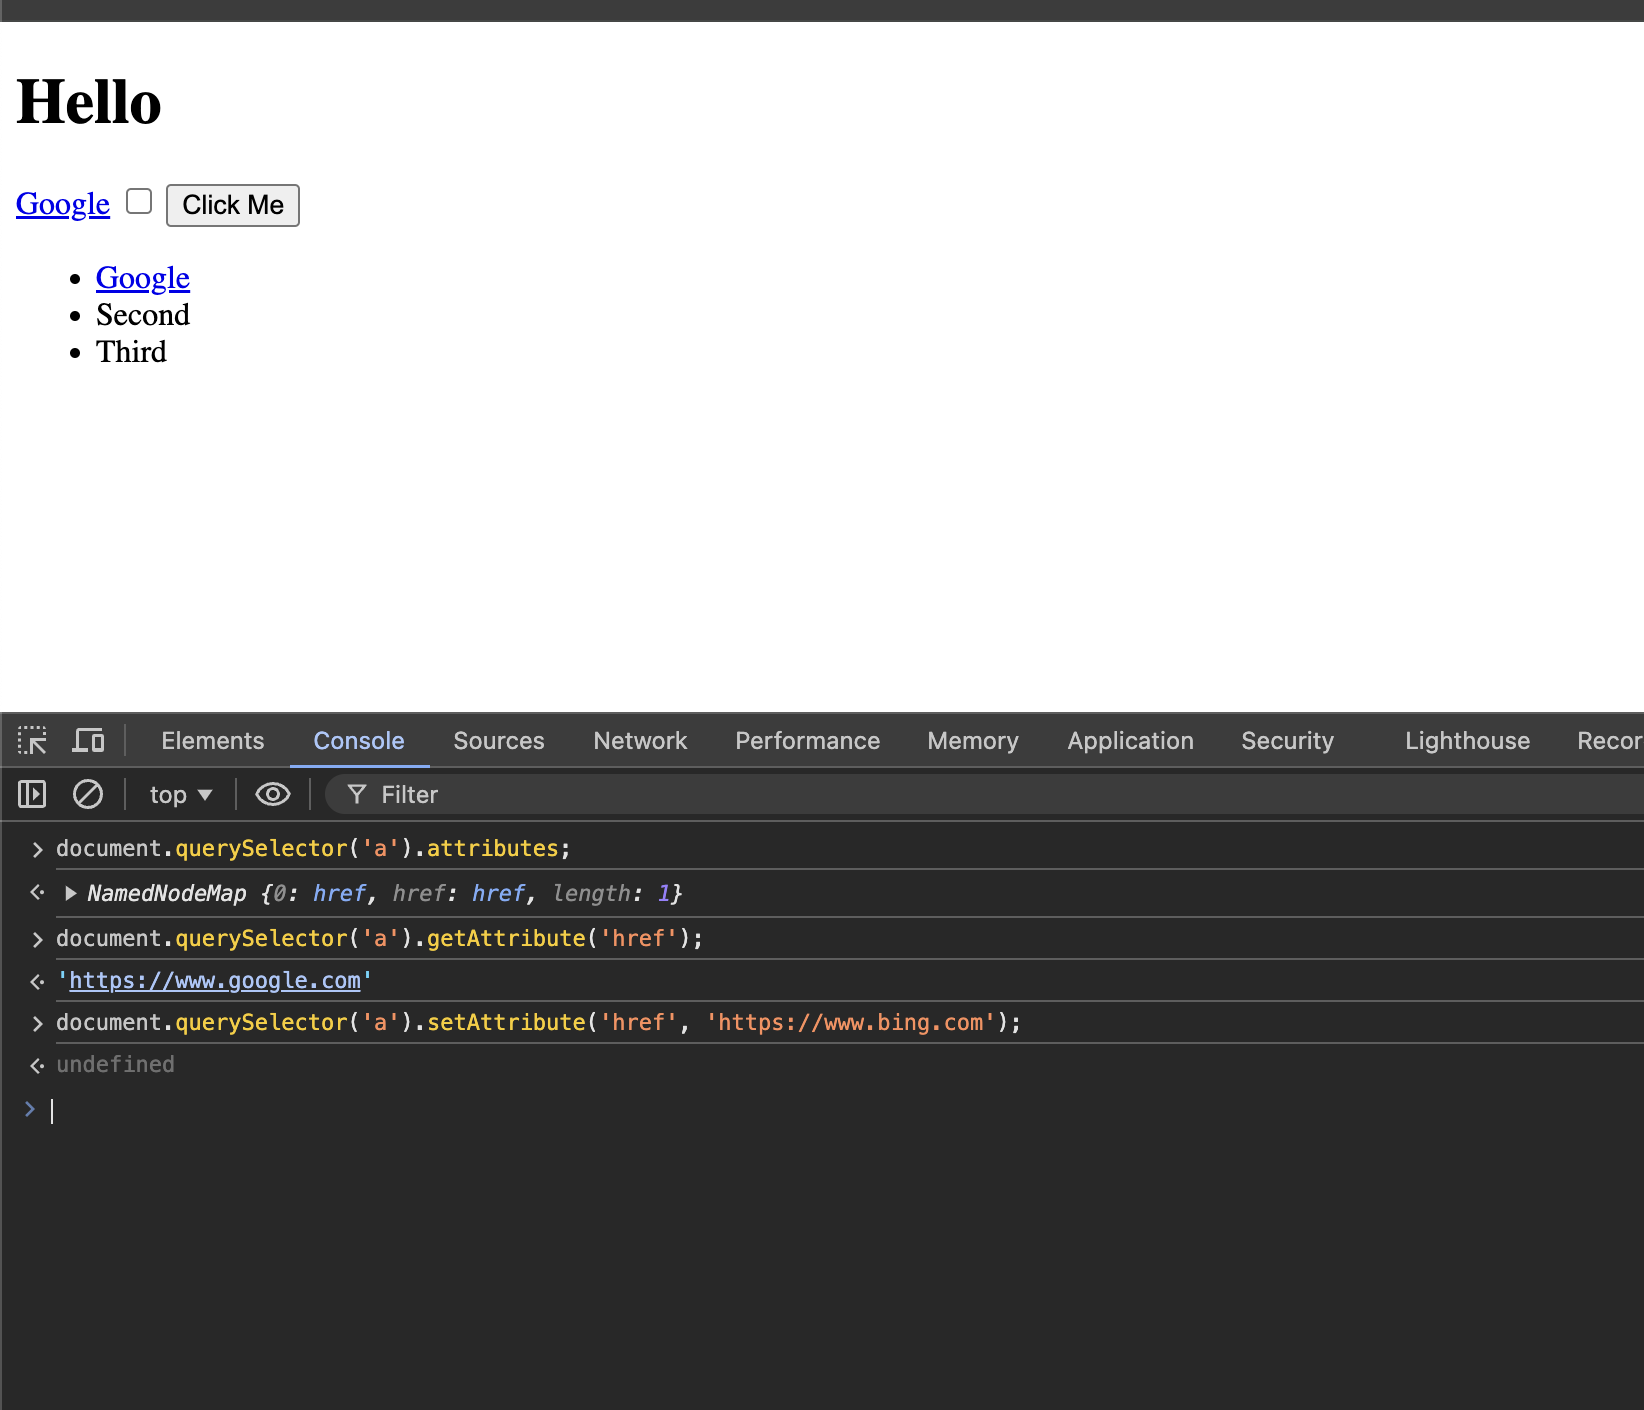 Hello
Google Click Me
Google
Second
Third
Elements Console Sources Network Performance Memory Application Security Lighthouse Recor
top Filter
document.querySelector('a').attributes;
NamedNodeMap {0: href, href: href, length: 1}
document.querySelector('a').getAttribute('href');
'https://www.google.com'
document.querySelector('a').setAttribute('href', 'https://www.bing.com');
undefined